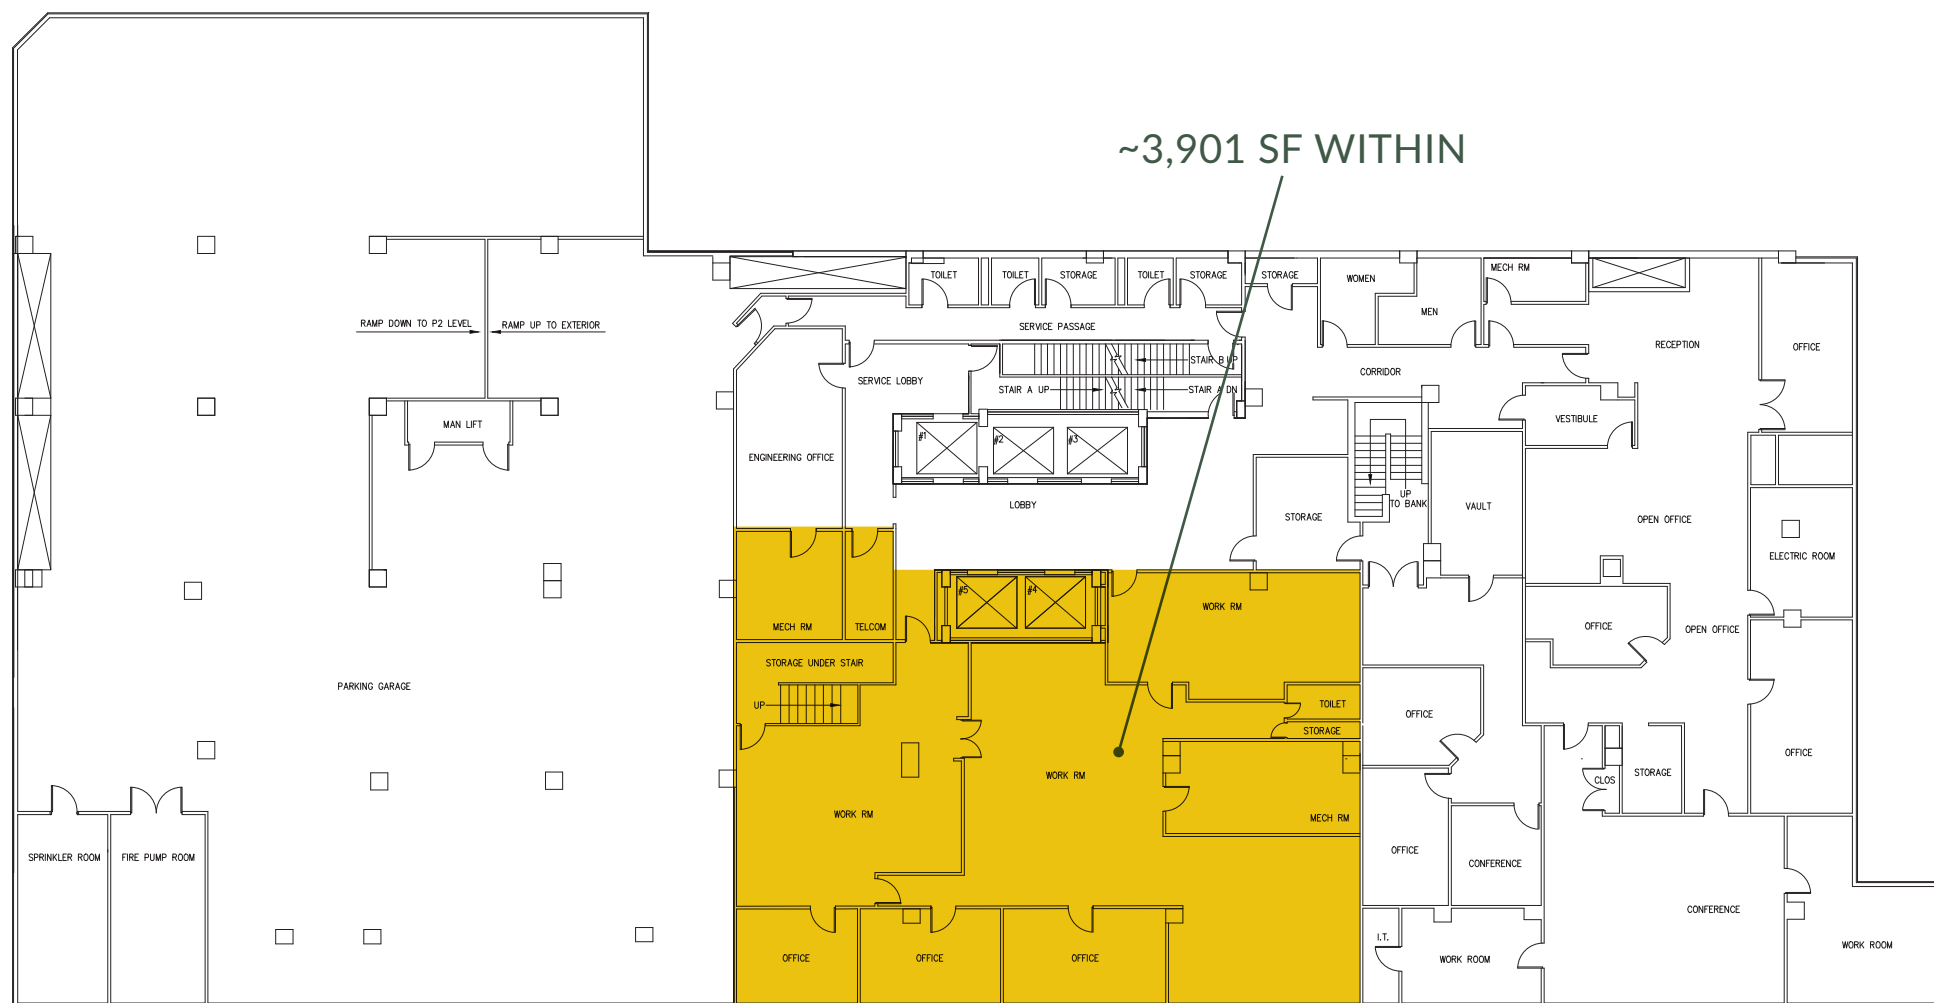 ~3,901 SF WITHIN
TOILET
TOILET
STORAGE
TOILET
STORAGE
STORAGE
WOMEN
MECH RM
MEN
RAMP DOWN TO P2 LEVEL
RAMP UP TO EXTERIOR
SERVICE PASSAGE
RECEPTION
OFFICE
STAIR B UP
SERVICE LOBBY
CORRIDOR
STAIR A UP
STAIR A DN
MAN LIFT
VESTIBULE
#1
#2
#3
ENGINEERING OFFICE
UP
TO BANK
LOBBY
VAULT
STORAGE
OPEN OFFICE
ELECTRIC ROOM
#5
#4
WORK RM
MECH RM
TELCOM
OFFICE
OPEN OFFICE
STORAGE UNDER STAIR
PARKING GARAGE
UP
TOILET
OFFICE
STORAGE
OFFICE
WORK RM
CLOS
STORAGE
WORK RM
MECH RM
SPRINKLER ROOM
FIRE PUMP ROOM
OFFICE
CONFERENCE
CONFERENCE
I.T.
WORK ROOM
OFFICE
OFFICE
OFFICE
WORK ROOM